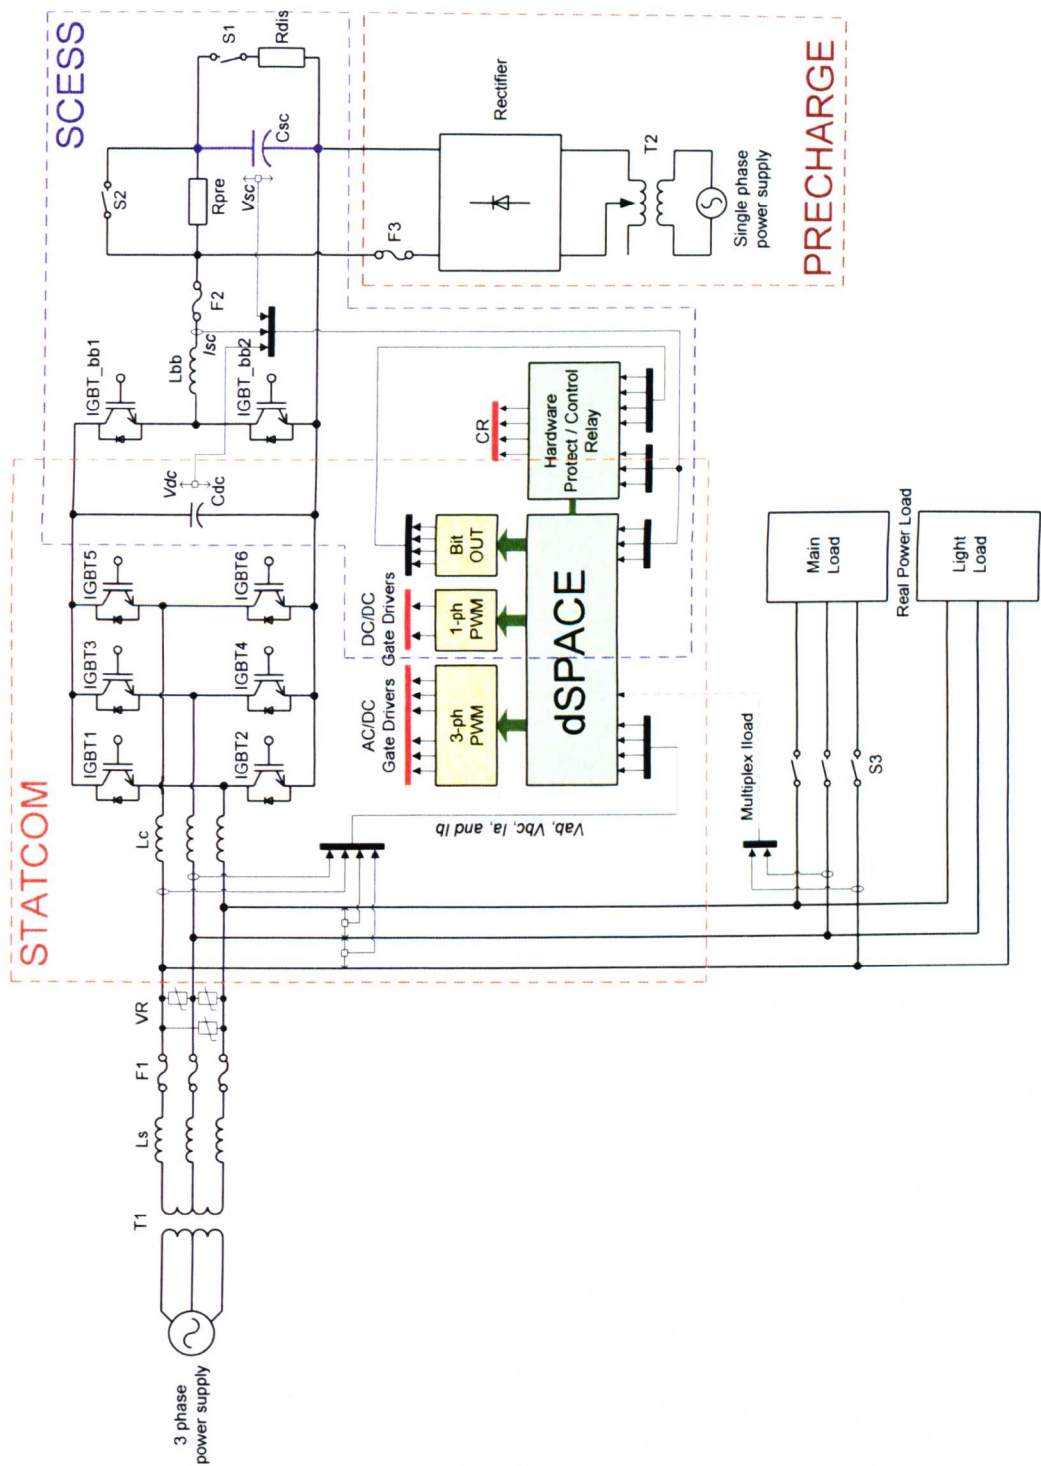 STATCOM
SCESS
PRECHARGE
3 phase
power supply
T1
Ls
F1
VR
Lc
IGBT1
IGBT3
IGBT5
IGBT2
IGBT4
IGBT6
Vdc
Cdc
IGBT_bb1
IGBT_bb2
Lbb
Isc
F2
S2
Rpre
Vsc
Csc
S1
Rdis
F3
Rectifier
T2
Single phase
power supply
Vab, Vbc, Ia, and Ib
AC/DC
Gate Drivers
DC/DC
Gate Drivers
3-ph
PWM
1-ph
PWM
Bit
OUT
CR
dSPACE
Hardware
Protect / Control
Relay
Multiplex Iload
S3
Main
Load
Real Power Load
Light
Load